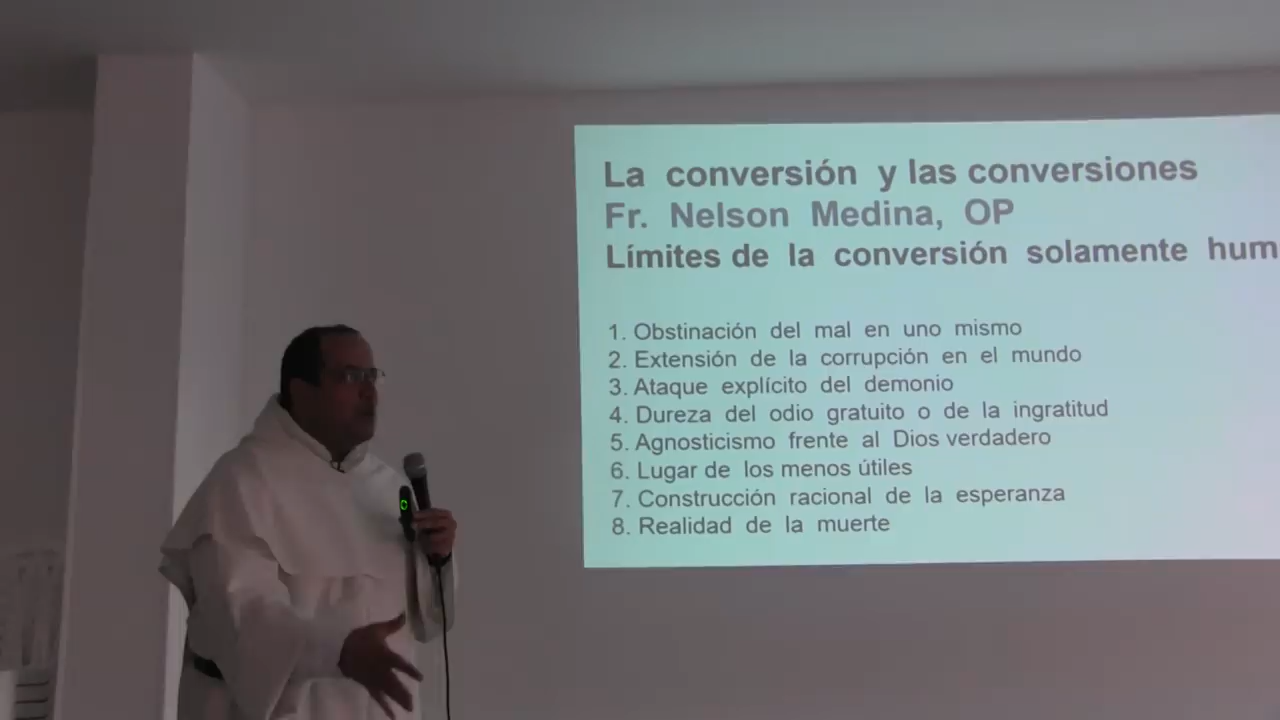 La conversión y las conversiones
Fr. Nelson Medina, OP
Límites de la conversión solamente hum
1. Obstinación del mal en uno mismo
2. Extensión de la corrupción en el mundo
3. Ataque explícito del demonio
4. Dureza del odio gratuito o de la ingratitud
5. Agnosticismo frente al Dios verdadero
6. Lugar de los menos útiles
7. Construcción racional de la esperanza
8. Realidad de la muerte